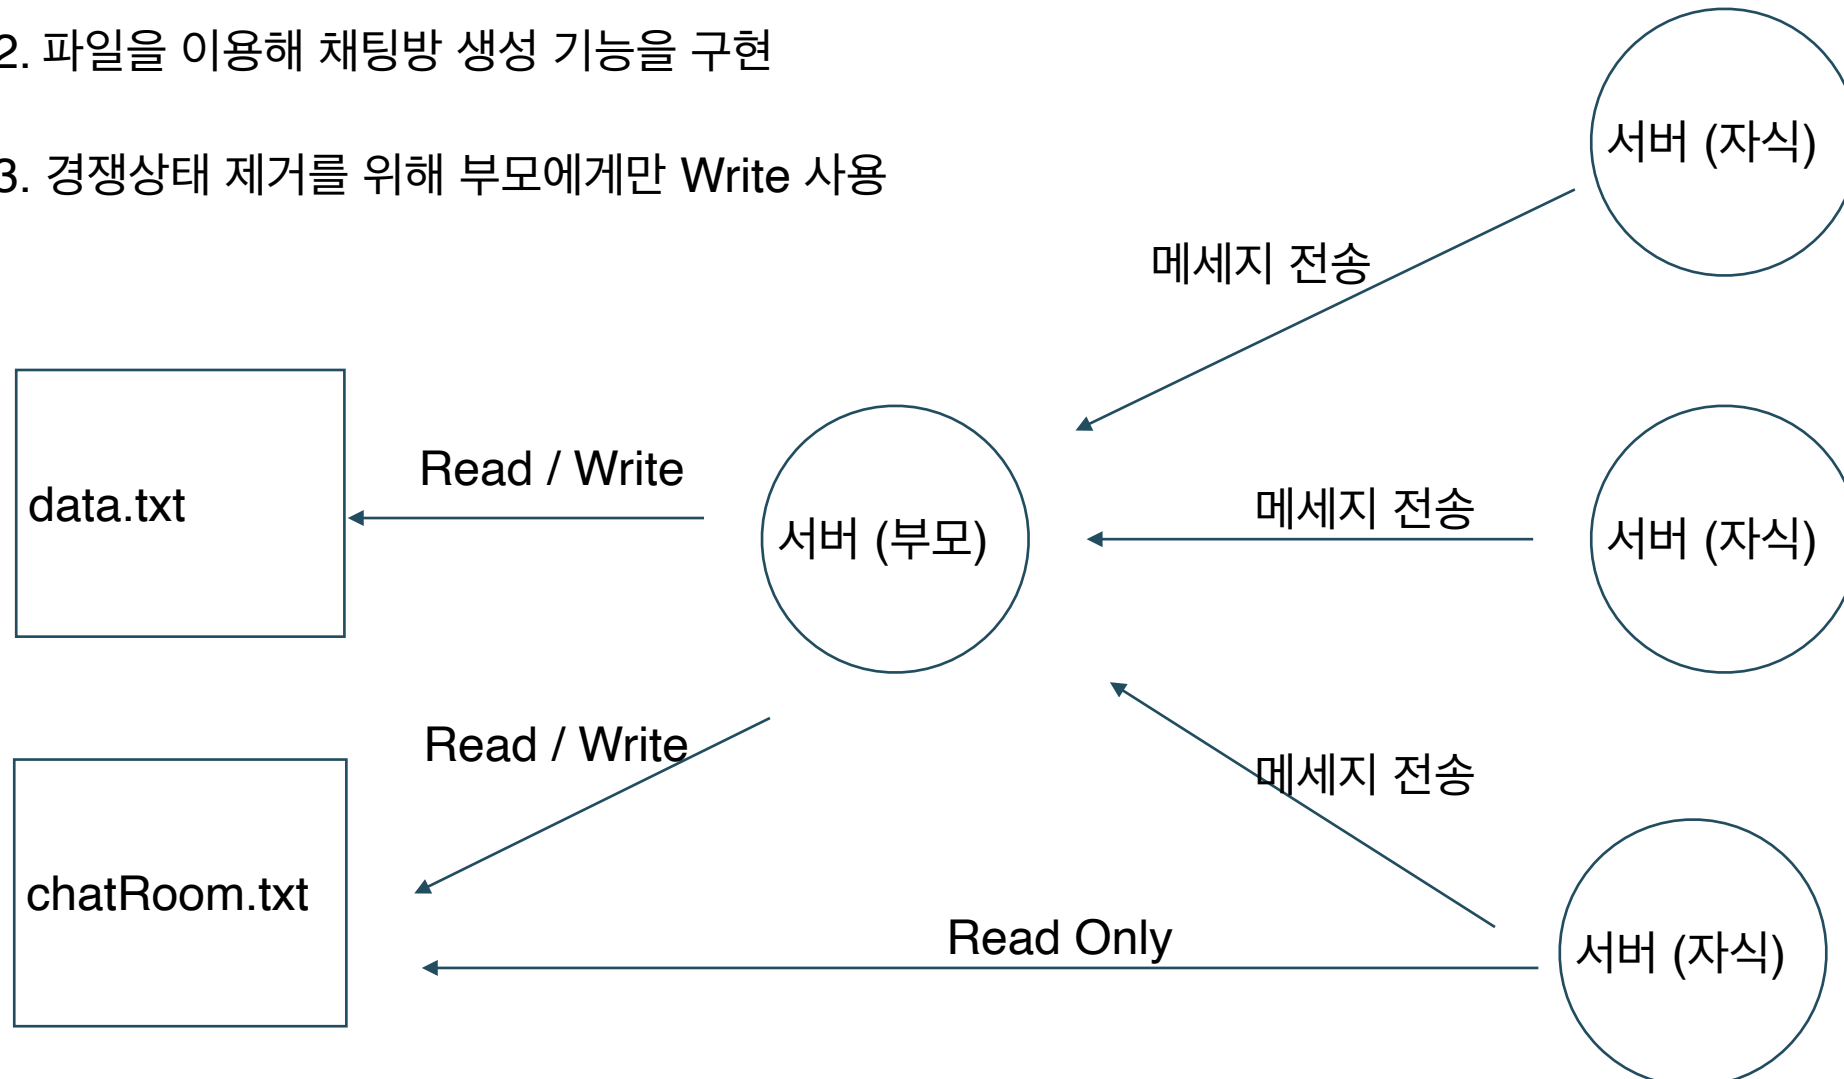 2. 파일을 이용해 채팅방 생성 기능을 구현
3. 경쟁상태 제거를 위해 부모에게만 Write 사용
서버 (자식)
메세지 전송
data.txt
Read / Write
서버 (부모)
메세지 전송
서버 (자식)
Read / Write
메세지 전송
chatRoom.txt
Read Only
서버 (자식)